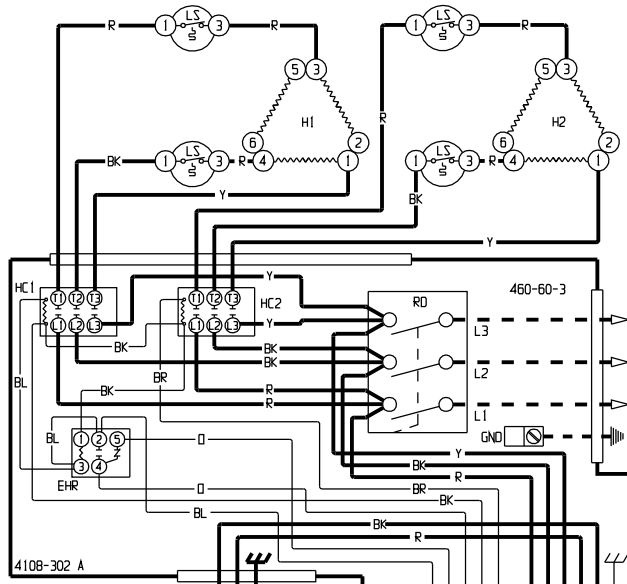 R 1 LS 3 R R 1 LS 3 R
5 3 5 3
H1 R H2
6 2 6 2
BK 1 LS 3 R 4 1 1 LS 3 R 4 1
Y BK
Y
HC1 T1 T2 T3 Y T1 T2 T3 HC2 RD 460-60-3
L1 L2 L3 L1 L2 L3 Y L3
BK BK
BL BK BR BK L2
R
R L1
BL 1 2 5 O GND
3 4 Y
EHR O BK
BR R
BK
BL
BK
R
4108-302 A